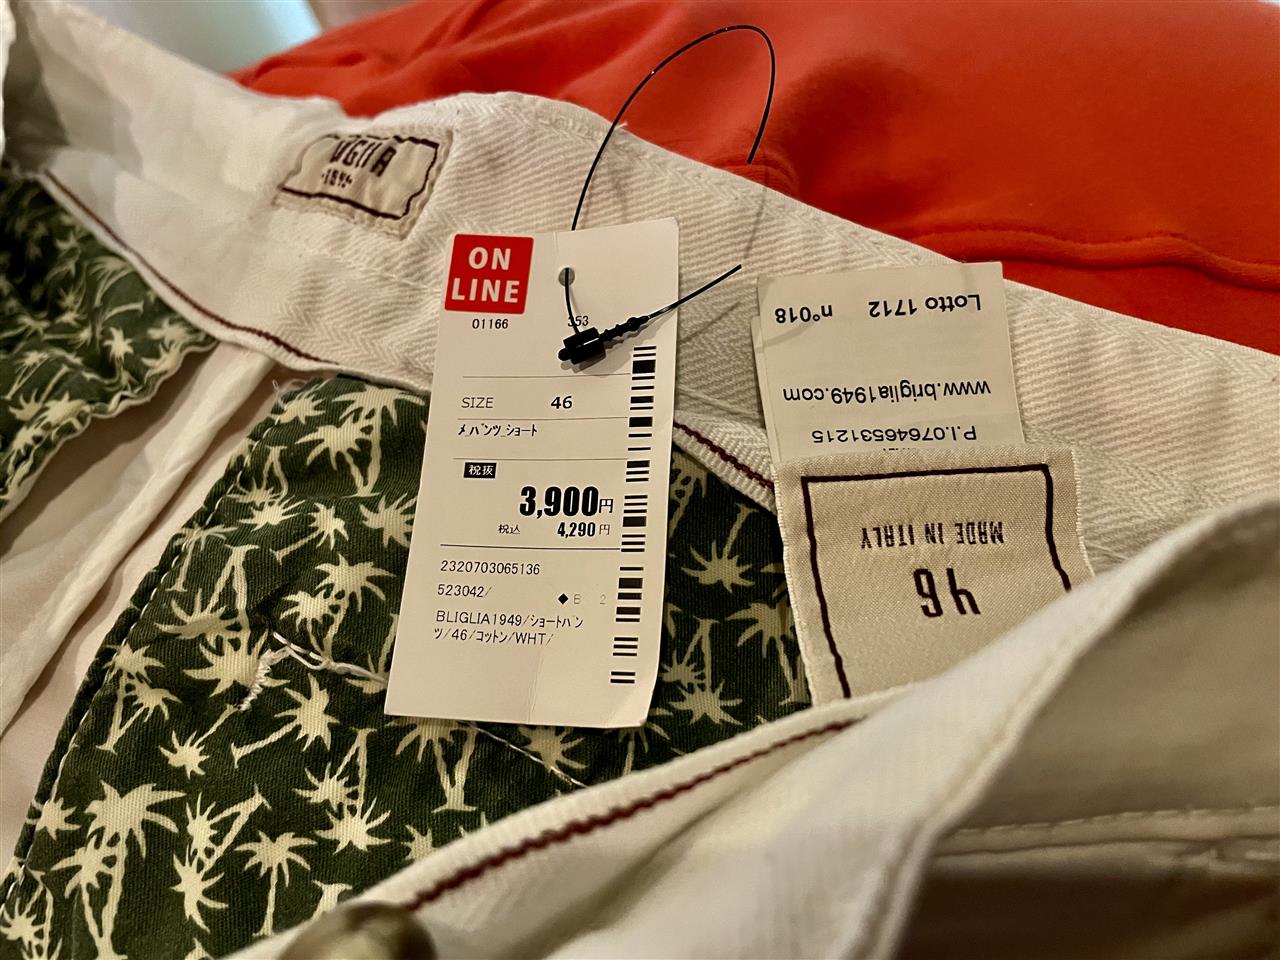 ON
LINE
01166 353
SIZE 46
メパンツ_ショート
税抜
3,900円
税込 4,290円
2320703065136
523042/ ◆B 2
BLIGLIA1949/ショートパン
ツ/46/コットン/WHT/
Lotto 1712 n°018
www.briglia1949.com
P.I.07646531215
MADE IN ITALY
46